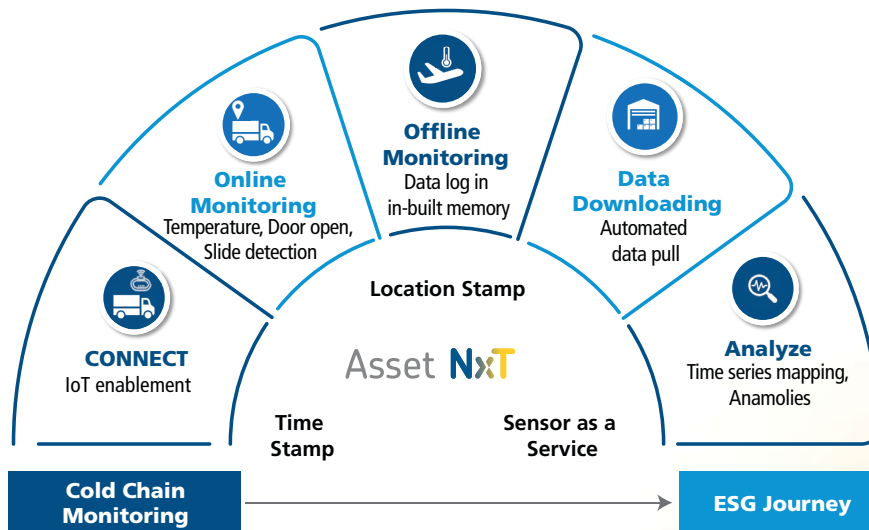 Offline
Monitoring
Data log in
in-built memory
Online
Monitoring
Temperature, Door open,
Slide detection
Data
Downloading
Automated
data pull
CONNECT
IoT enablement
Analyze
Time series mapping,
Anamolies
Location Stamp
Asset NxT
Time
Stamp
Sensor as a
Service
Cold Chain
Monitoring
ESG Journey